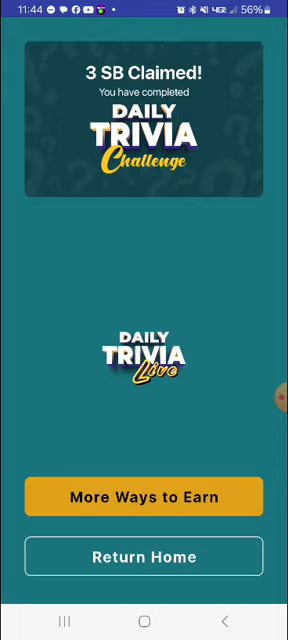 11:44
4GE 56%
3 SB Claimed!
You have completed
DAILY
TRIVIA
Challenge
DAILY
TRIVIA
Live
More Ways to Earn
Return Home